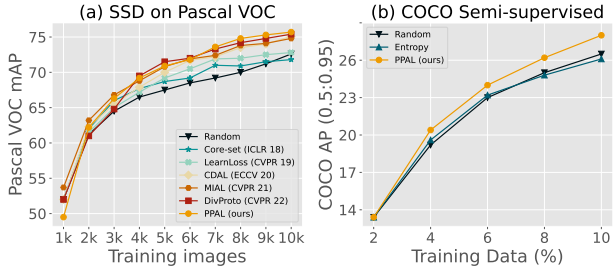 (a) SSD on Pascal VOC
Pascal VOC mAP
75
70
65
60
55
50
Random
Core-set (ICLR 18)
LearnLoss (CVPR 19)
CDAL (ECCV 20)
MIAL (CVPR 21)
DivProto (CVPR 22)
PPAL (ours)
1k 2k 3k 4k 5k 6k 7k 8k 9k 10k
Training images
(b) COCO Semi-supervised
COCO AP (0.5:0.95)
26
23
20
17
14
Random
Entropy
PPAL (ours)
2 4 6 8 10
Training Data (%)